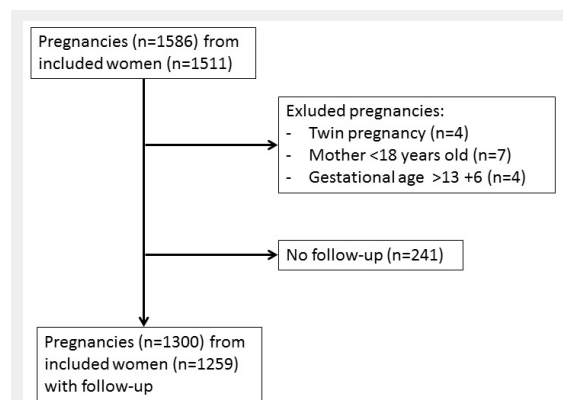 Pregnancies (n=1586) from
included women (n=1511)
Exluded pregnancies:
- Twin pregnancy (n=4)
- Mother <18 years old (n=7)
- Gestational age >13 +6 (n=4)
No follow-up (n=241)
Pregnancies (n=1300) from
included women (n=1259)
with follow-up